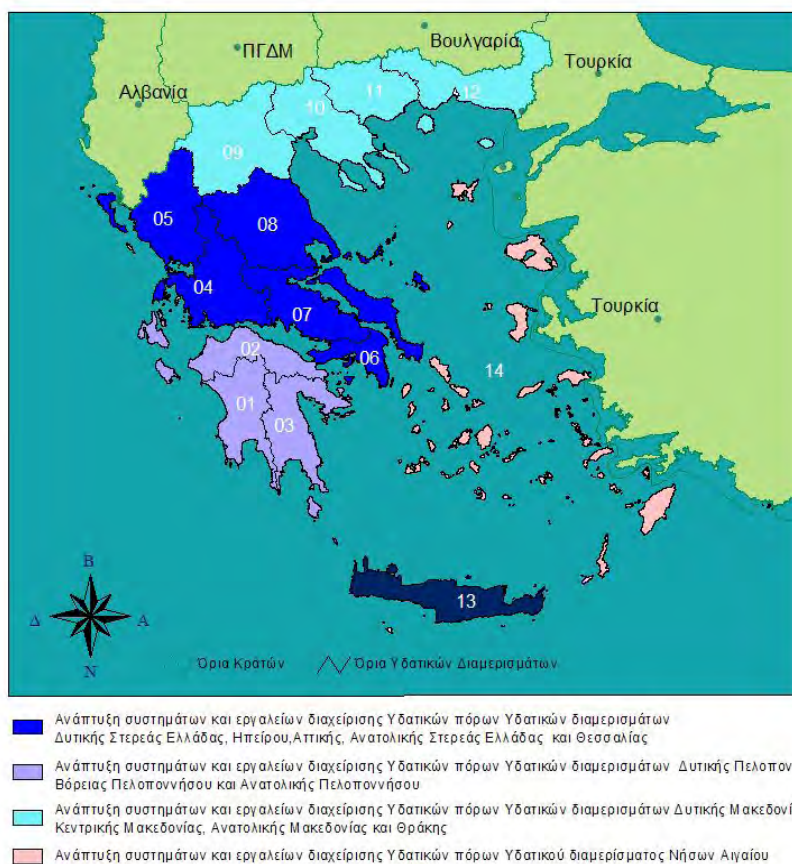 Βουλγαρία
ΠΓΔΜ
Τουρκία
Αλβανία
11
12
10
09
05
08
04
07
02
06
14
Τουρκία
01
03
Β
Δ
Α
Ν
13
Όρια Κράτών
Όρια Υδατικών Διαμερισμάτων
Ανάπτυξη συστημάτων και εργαλείων διαχείρισης Υδατικών πόρων Υδατικών διαμερισμάτων
Δυτικής Στερεάς Ελλάδας, Ηπείρου,Αττικής, Ανατολικής Στερεάς Ελλάδας και Θεσσαλίας
Ανάπτυξη συστημάτων και εργαλείων διαχείρισης Υδατικών πόρων Υδατικών διαμερισμάτων Δυτικής Πελοπον
Βόρειας Πελοποννήσου και Ανατολικής Πελοποννήσου
Ανάπτυξη συστημάτων και εργαλείων διαχείρισης Υδατικών πόρων Υδατικών διαμερισμάτων Δυτικής Μακεδονί
Κεντρικής Μακεδονίας, Ανατολικής Μακεδονίας και Θράκης
Ανάπτυξη συστημάτων και εργαλείων διαχείρισης Υδατικών πόρων Υδατικού διαμερίσματος Νήσων Αιγαίου